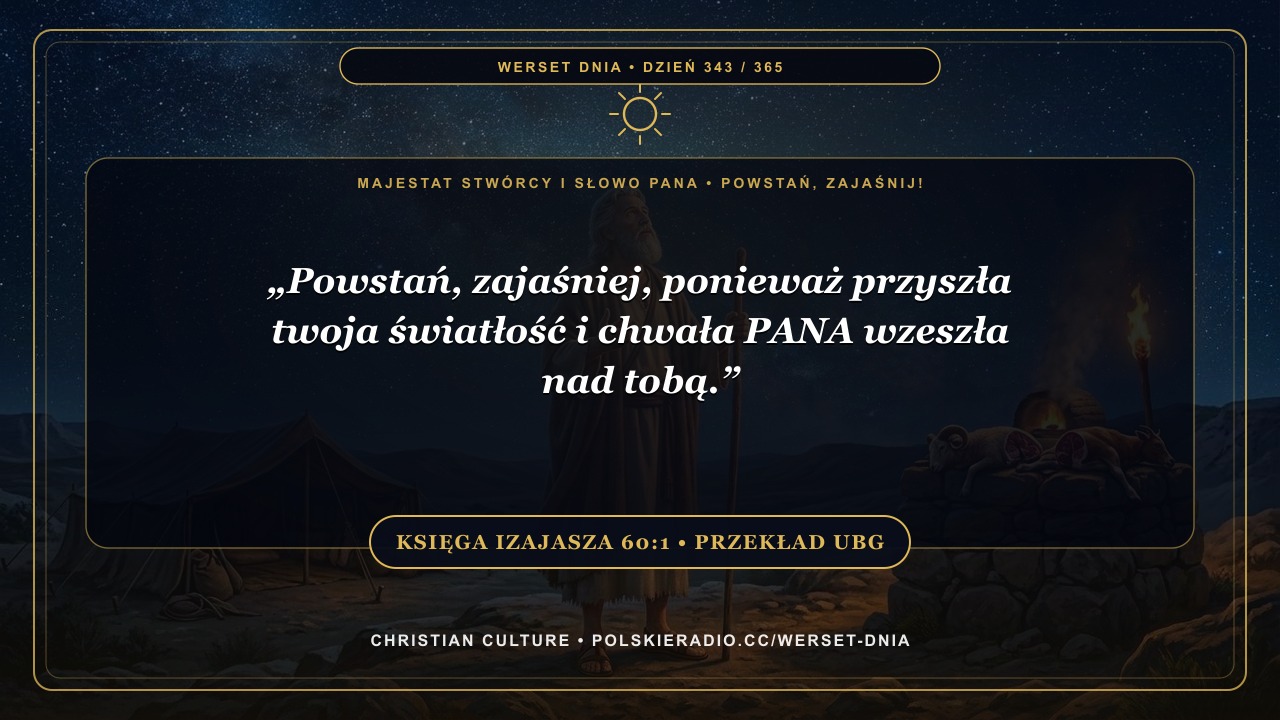 WERSET DNIA • DZIEŃ 343 / 365
MAJESTAT STWÓRCY I SŁOWO PANA • POWSTAŃ, ZAJAŚNIJ!
„Powstań, zajaśniej, ponieważ przyszła
twoja światłość i chwała PANA wzeszła
nad tobą.”
KSIĘGA IZAJASZA 60:1 • PRZEKŁAD UBG
CHRISTIAN CULTURE • POLSKIERADIO.CC/WERSET-DNIA